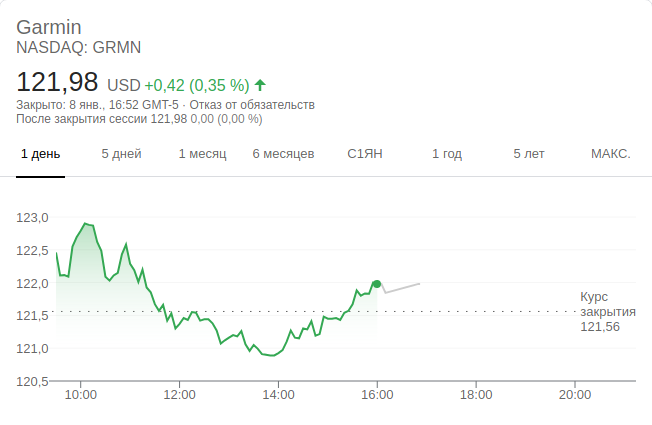 Garmin
NASDAQ: GRMN
121,98 USD +0,42 (0,35 %)
Закрыто: 8 янв., 16:52 GMT-5 · Отказ от обязательств
После закрытия сессии 121,98 0,00 (0,00 %)
1 день 5 дней 1 месяц 6 месяцев С1ЯН 1 год 5 лет МАКС.
123,0
122,5
122,0
121,5
121,0
120,5
Курс
закрытия
121,56
10:00 12:00 14:00 16:00 18:00 20:00